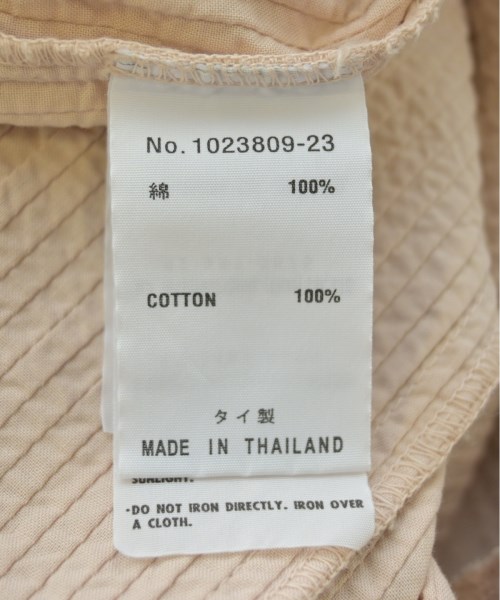 No. 1023809-23
綿 100%
COTTON 100%
タイ製
MADE IN THAILAND
SUNLIGHT.
·DO NOT IRON DIRECTLY. IRON OVER
A CLOTH.